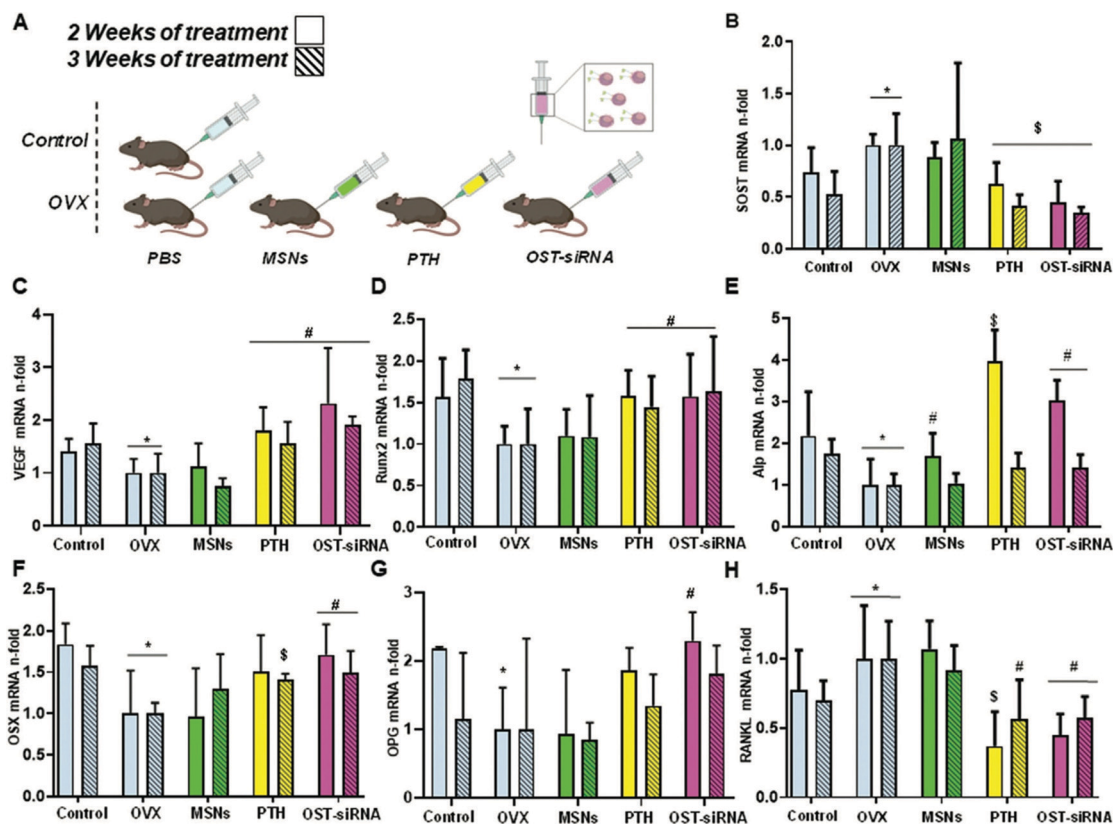 A
2 Weeks of treatment
3 Weeks of treatment
Control
OVX
PBS MSNs PTH OST-siRNA
B
SOST mRNA n-fold
2.0
1.5
1.0
0.5
0.0
*
$
Control OVX MSNs PTH OST-siRNA
C
VEGF mRNA n-fold
4
3
2
1
0
*
#
Control OVX MSNs PTH OST-siRNA
D
Runx2 mRNA n-fold
2.5
2.0
1.5
1.0
0.5
0.0
*
#
Control OVX MSNs PTH OST-siRNA
E
Alp mRNA n-fold
5
4
3
2
1
0
*
#
$
#
Control OVX MSNs PTH OST-siRNA
F
OSX mRNA n-fold
2.5
2.0
1.5
1.0
0.5
0.0
*
$
#
Control OVX MSNs PTH OST-siRNA
G
OPG mRNA n-fold
3
2
1
0
*
#
Control OVX MSNs PTH OST-siRNA
H
RANKL mRNA n-fold
1.5
1.0
0.5
0.0
*
$
#
#
Control OVX MSNs PTH OST-siRNA